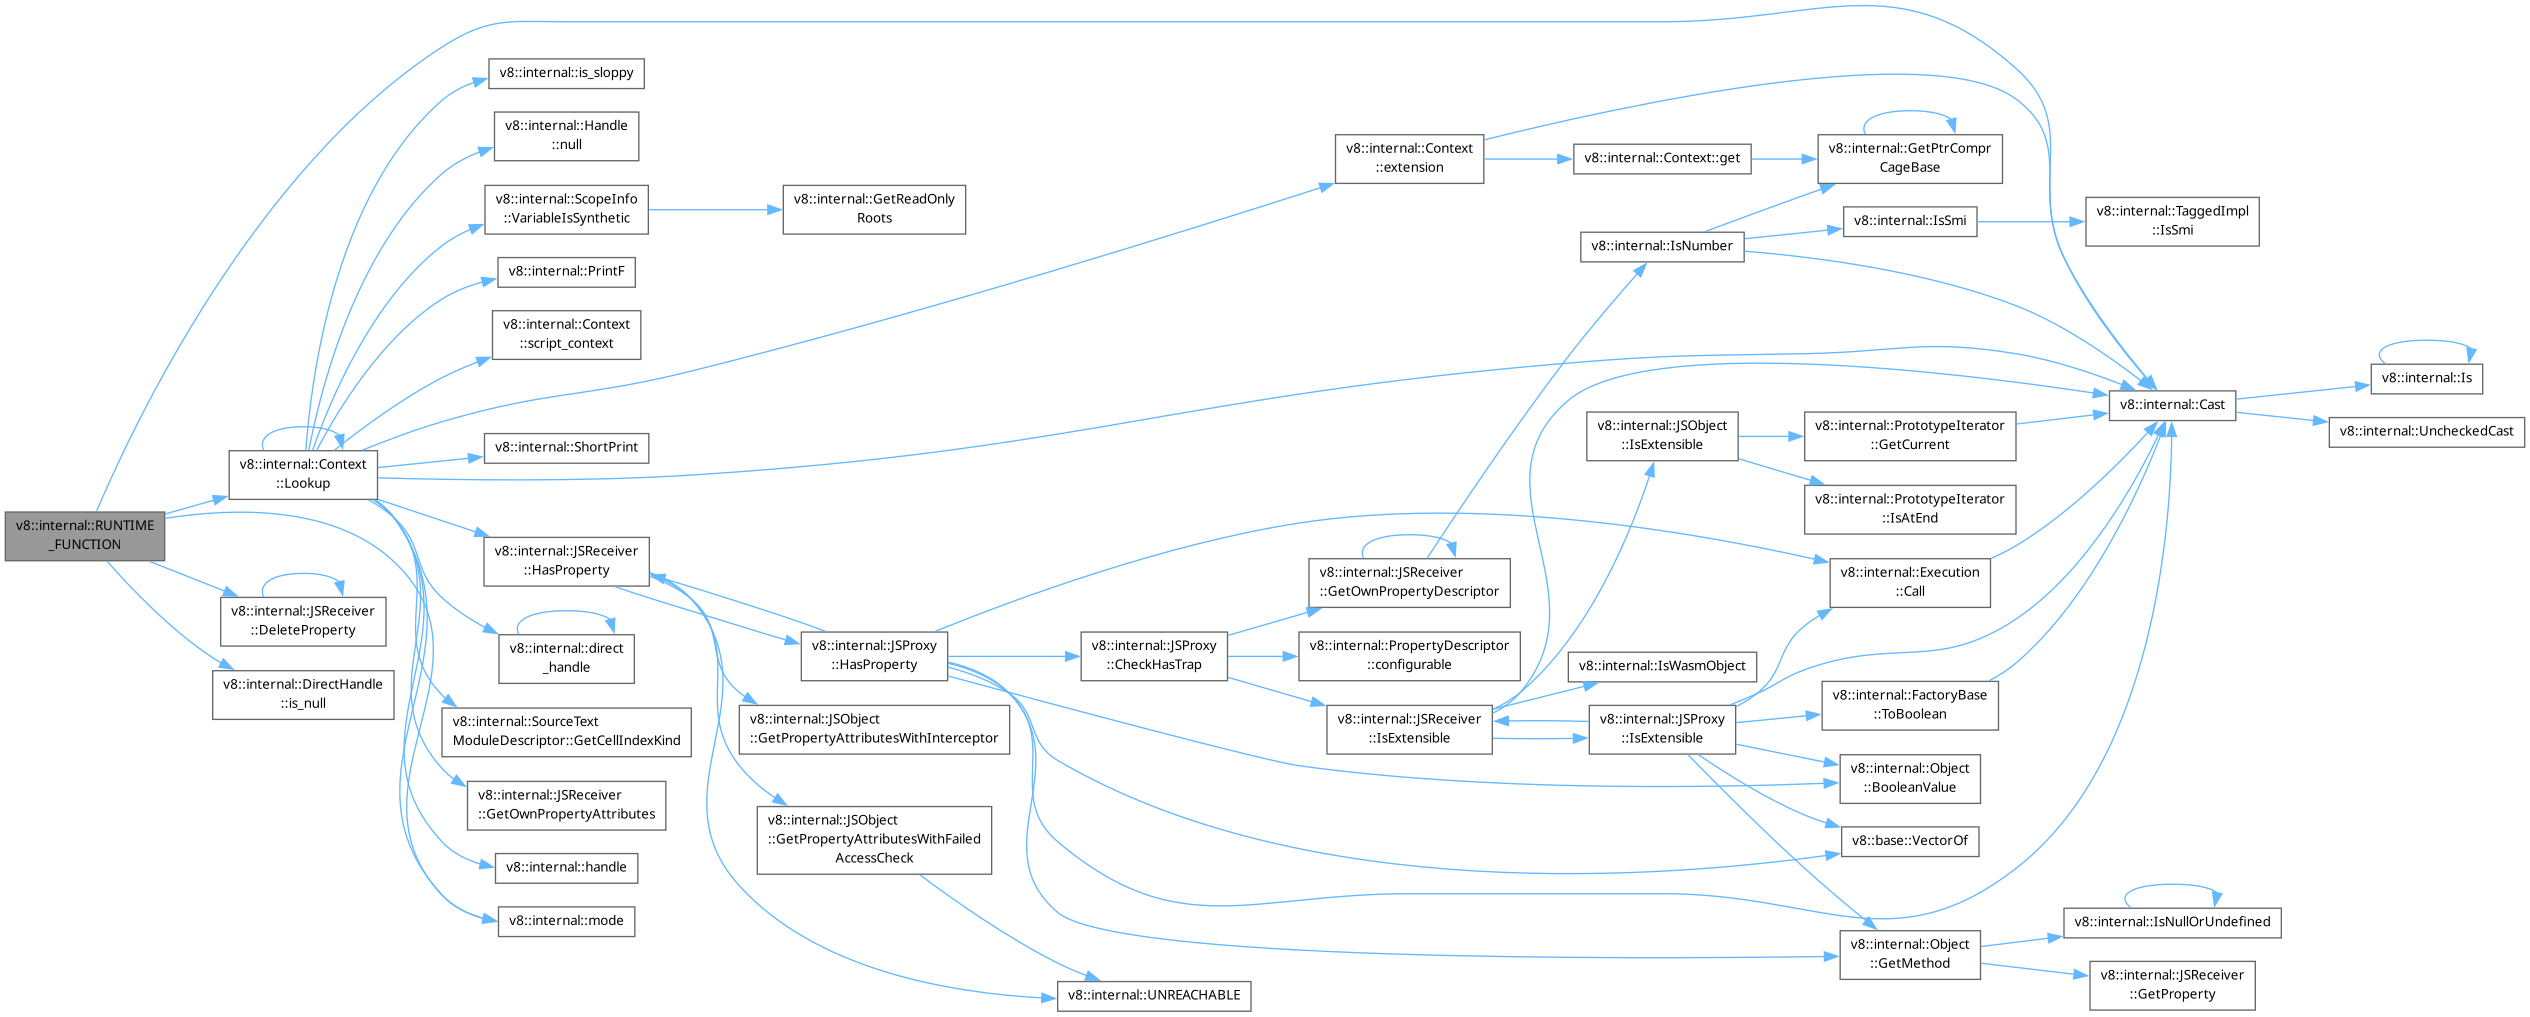 v8::internal::RUNTIME
_FUNCTION
v8::internal::Context
::Lookup
v8::internal::JSReceiver
::DeleteProperty
v8::internal::DirectHandle
::is_null
v8::internal::is_sloppy
v8::internal::Handle
::null
v8::internal::ScopeInfo
::VariableIsSynthetic
v8::internal::PrintF
v8::internal::Context
::script_context
v8::internal::ShortPrint
v8::internal::JSReceiver
::HasProperty
v8::internal::direct
_handle
v8::internal::SourceText
ModuleDescriptor::GetCellIndexKind
v8::internal::JSReceiver
::GetOwnPropertyAttributes
v8::internal::handle
v8::internal::mode
v8::internal::GetReadOnly
Roots
v8::internal::JSProxy
::HasProperty
v8::internal::JSObject
::GetPropertyAttributesWithInterceptor
v8::internal::JSObject
::GetPropertyAttributesWithFailed
AccessCheck
v8::internal::UNREACHABLE
v8::internal::JSProxy
::CheckHasTrap
v8::internal::Context
::extension
v8::internal::JSReceiver
::GetOwnPropertyDescriptor
v8::internal::PropertyDescriptor
::configurable
v8::internal::JSReceiver
::IsExtensible
v8::internal::Context::get
v8::internal::IsNumber
v8::internal::JSObject
::IsExtensible
v8::internal::IsWasmObject
v8::internal::JSProxy
::IsExtensible
v8::internal::GetPtrCompr
CageBase
v8::internal::IsSmi
v8::internal::PrototypeIterator
::GetCurrent
v8::internal::PrototypeIterator
::IsAtEnd
v8::internal::Execution
::Call
v8::internal::FactoryBase
::ToBoolean
v8::internal::Object
::BooleanValue
v8::base::VectorOf
v8::internal::Object
::GetMethod
v8::internal::TaggedImpl
::IsSmi
v8::internal::Cast
v8::internal::IsNullOrUndefined
v8::internal::JSReceiver
::GetProperty
v8::internal::Is
v8::internal::UncheckedCast